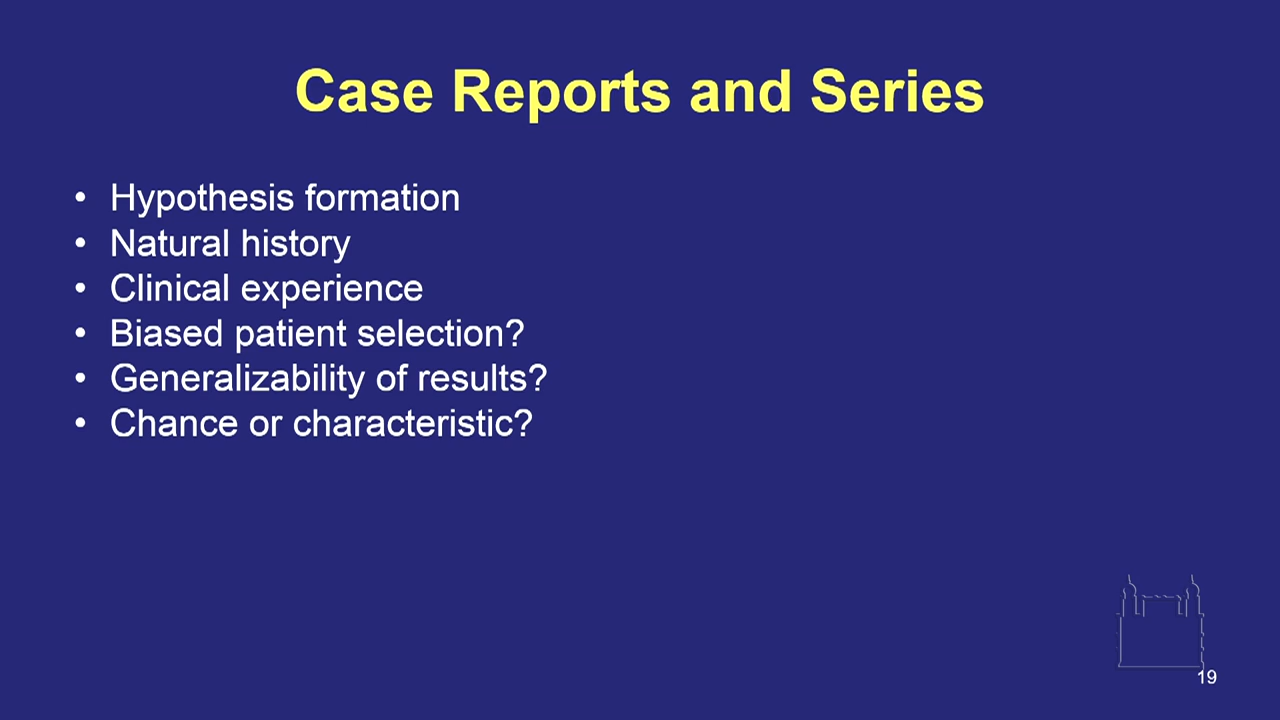 Case Reports and Series
• Hypothesis formation
• Natural history
• Clinical experience
• Biased patient selection?
• Generalizability of results?
• Chance or characteristic?
19